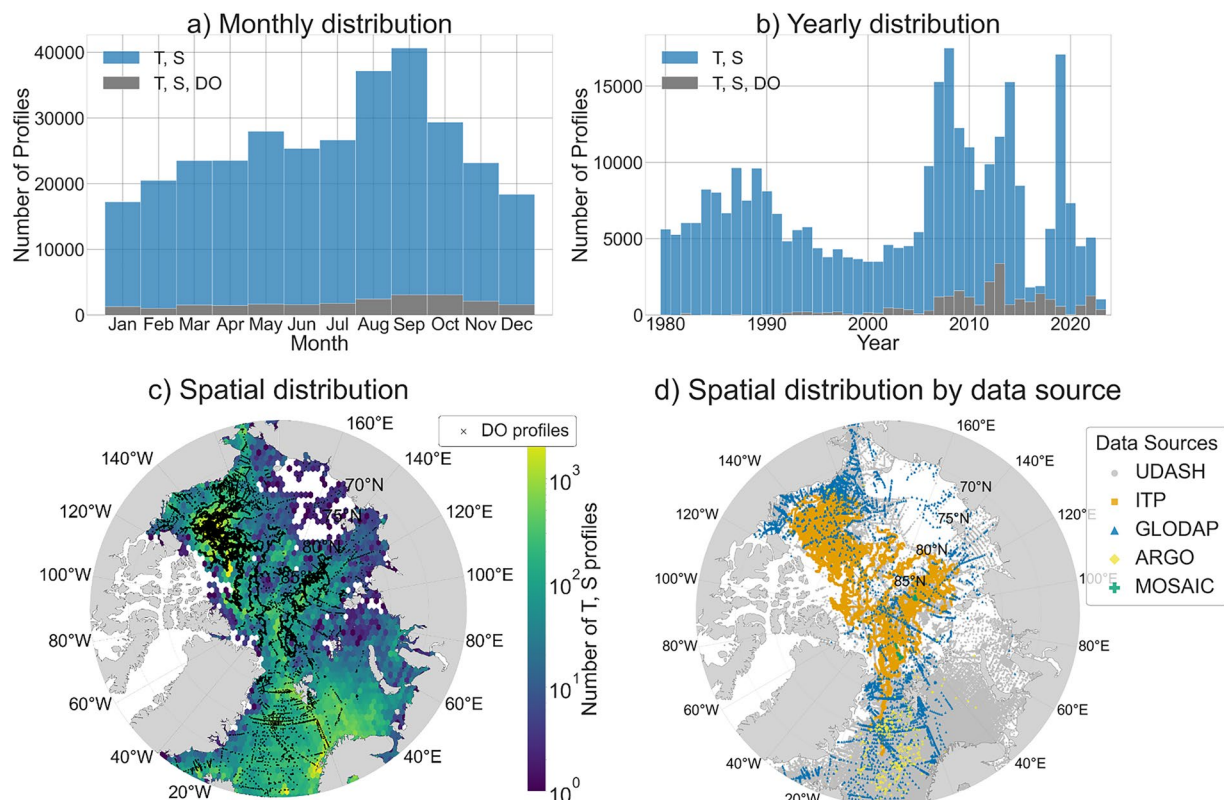 a) Monthly distribution
T, S
T, S, DO
Number of Profiles
40000
30000
20000
10000
0
Jan Feb Mar Apr May Jun Jul Aug Sep Oct Nov Dec
Month
b) Yearly distribution
T, S
T, S, DO
Number of Profiles
15000
10000
5000
0
1980 1990 2000 2010 2020
Year
c) Spatial distribution
× DO profiles
160°E
140°W
70°N
75°N
120°W
120°E
80°N
100°W
85
100°E
80°W
80°E
60°W
60°E
40°W
40°E
20°W
10³
10²
10¹
10⁰
Number of T, S profiles
d) Spatial distribution by data source
160°E
140°W
140°E
70°N
75°N
120°W
120°E
80°N
100°W
85°N
100°E
80°W
80°E
60°W
60°E
40°W
40°E
20°W
Data Sources
UDASH
ITP
GLODAP
ARGO
MOSAIC